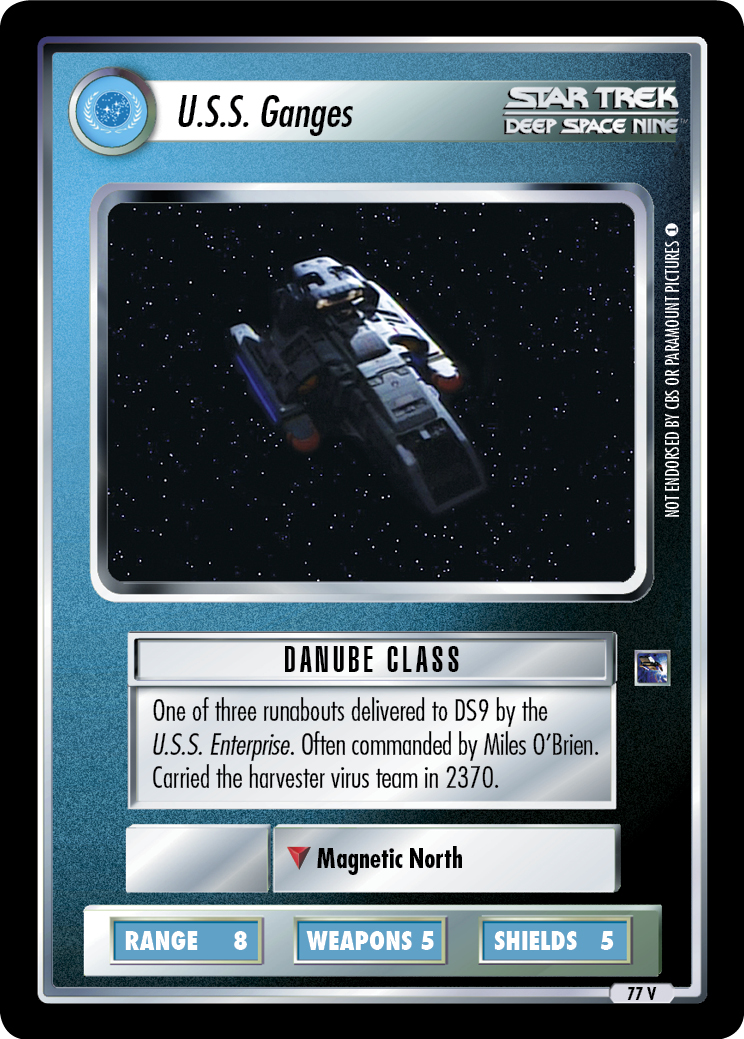 U.S.S. Ganges
STAR TREK
DEEP SPACE NINE™
NOT ENDORSED BY CBS OR PARAMOUNT PICTURES 1
DANUBE CLASS
One of three runabouts delivered to DS9 by the
U.S.S. Enterprise. Often commanded by Miles O'Brien.
Carried the harvester virus team in 2370.
Magnetic North
RANGE 8
WEAPONS 5
SHIELDS 5
77 V